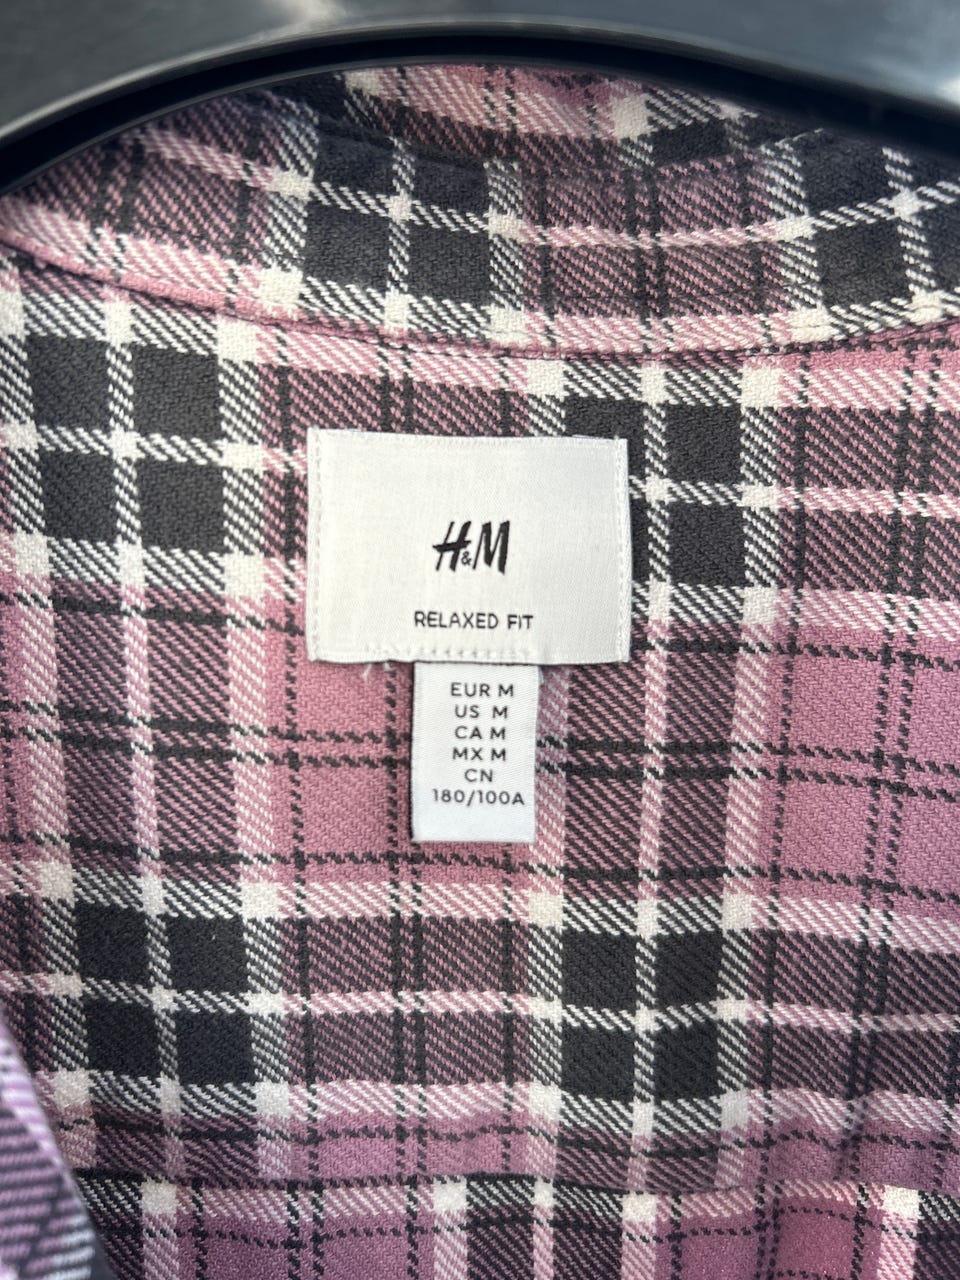 H&M
RELAXED FIT
EUR M
US M
CA M
MX M
CN
180/100A